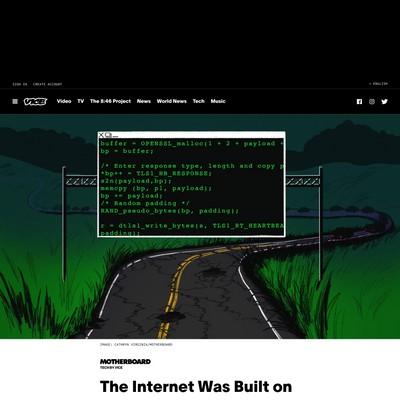 SIGN IN CREATE ACCOUNT
+ ENGLISH
VICE Video TV The 8:46 Project News World News Tech Music
buffer = OPENSSL_malloc(1 + 2 + payload +
bp = buffer;
/* Enter response type, length and copy p
*bp++ = TLS1_HB_RESPONSE;
s2n(payload,bp);
memcpy (bp, pl, payload);
bp += payload;
/* Random padding */
RAND_pseudo_bytes(bp, padding);
r = dtls1_write_bytes(s, TLS1_RT_HEARTBEA
padding);
IMAGE: CATHRYN VIRGINIA/MOTHERBOARD
MOTHERBOARD
TECH BY VICE
The Internet Was Built on